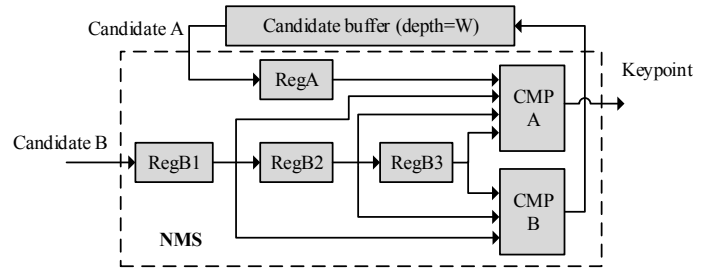 Candidate buffer (depth=W)
Candidate A
Keypoint
RegA
CMP
A
Candidate B
RegB1
RegB2
RegB3
CMP
B
NMS